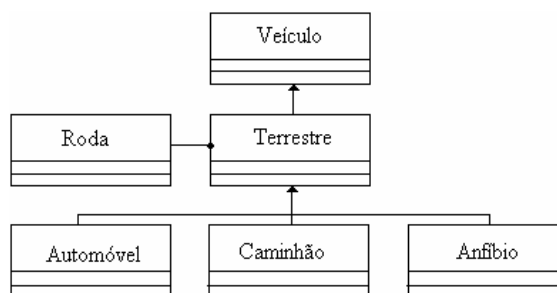 Veículo
Roda
Terrestre
Automóvel
Caminhão
Anfíbio